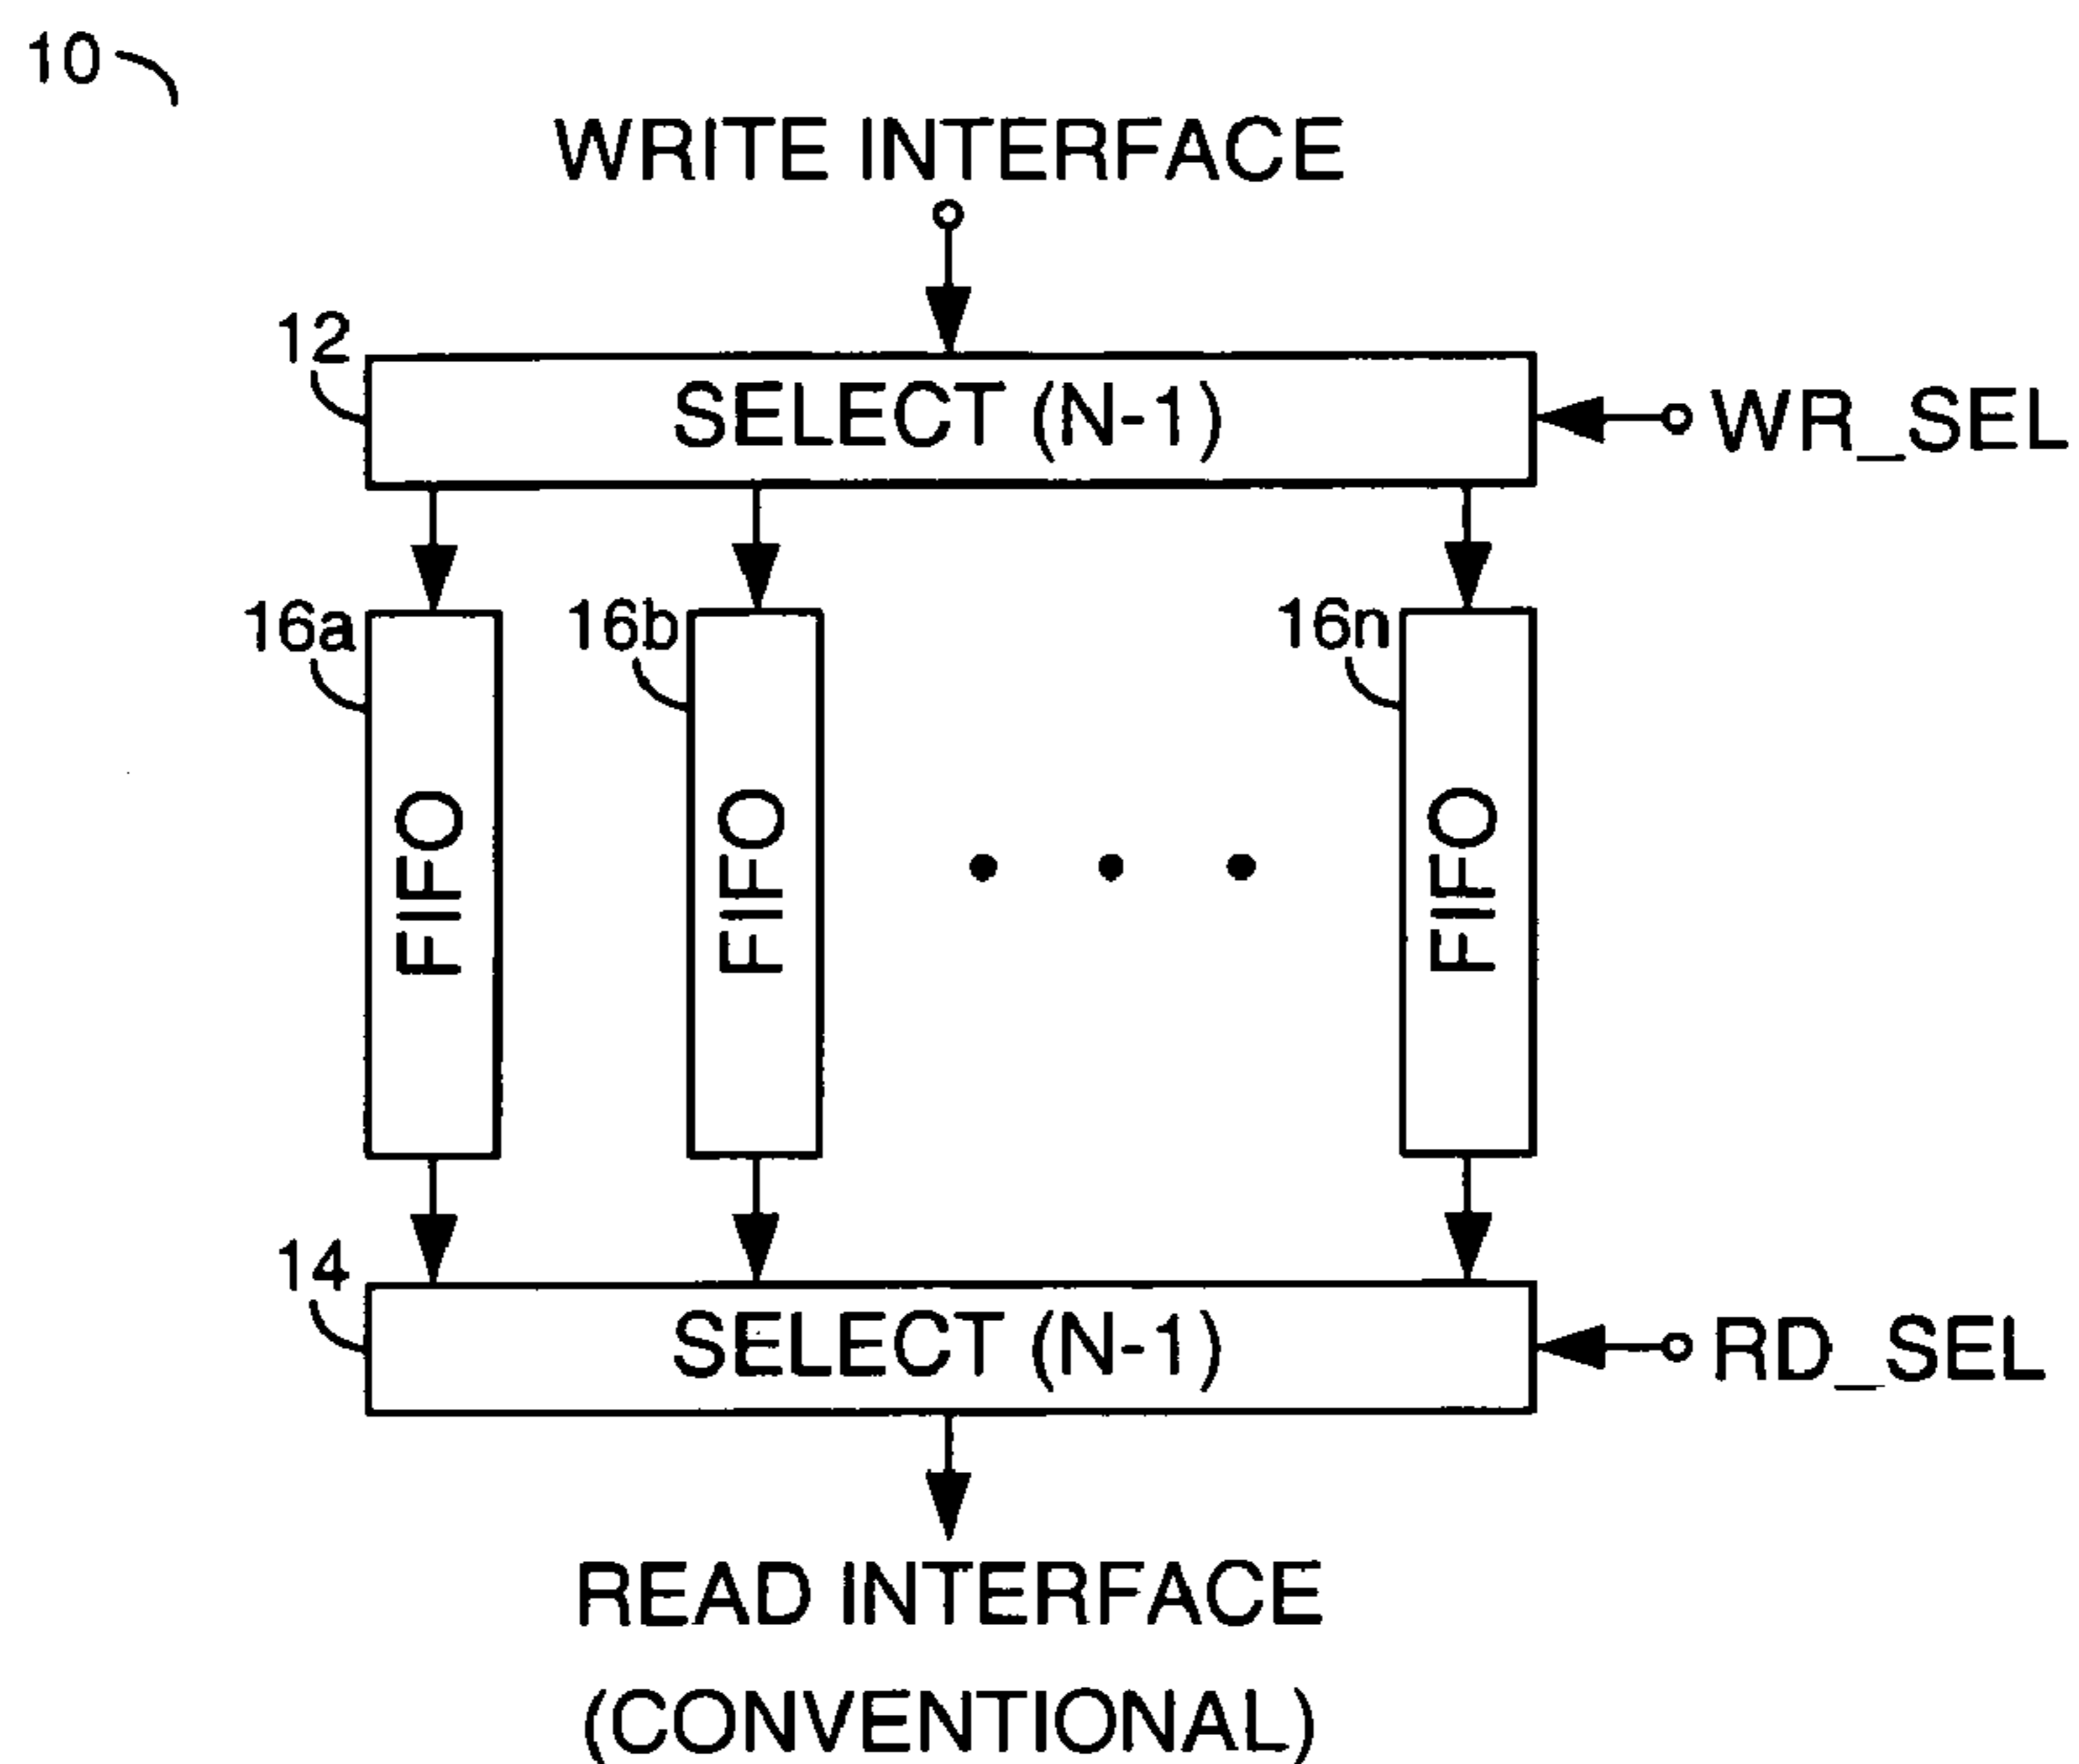 10
WRITE INTERFACE
12
SELECT (N-1)
WR_SEL
16a
16b
16n
FIFO
FIFO
FIFO
14
SELECT (N-1)
RD_SEL
READ INTERFACE
(CONVENTIONAL)